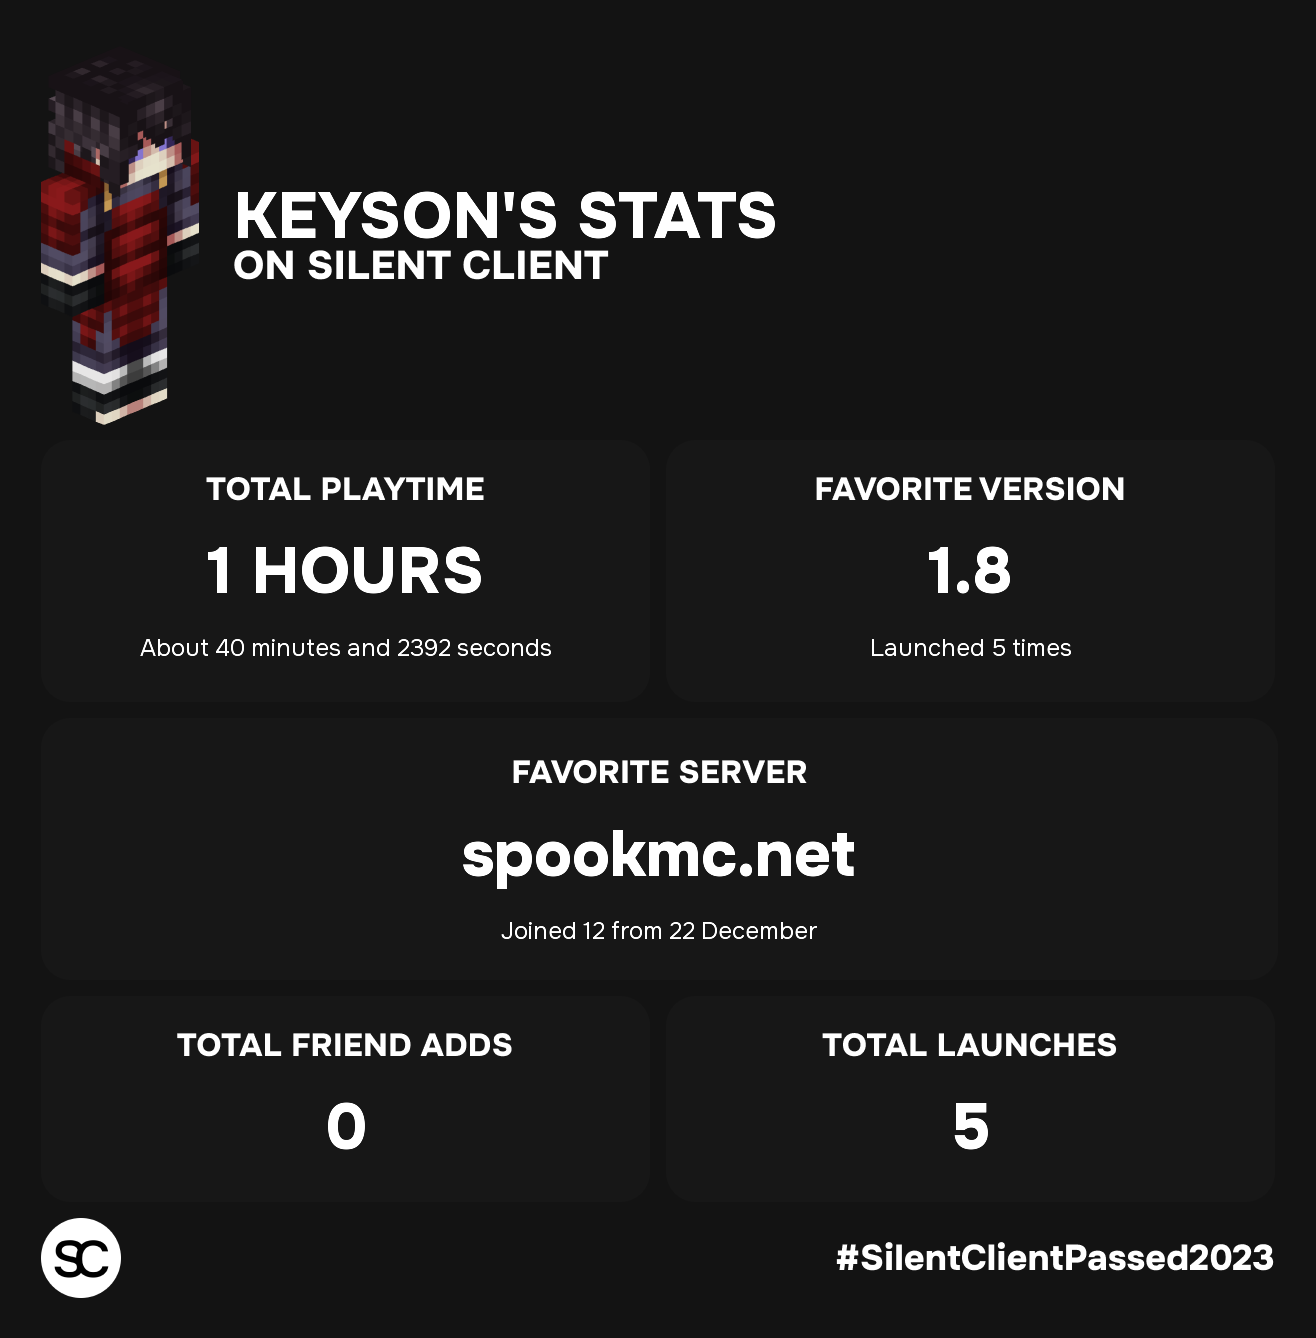 KEYSON'S STATS
ON SILENT CLIENT
TOTAL PLAYTIME
1 HOURS
About 40 minutes and 2392 seconds
FAVORITE VERSION
1.8
Launched 5 times
FAVORITE SERVER
spookmc.net
Joined 12 from 22 December
TOTAL FRIEND ADDS
0
TOTAL LAUNCHES
5
SC
#SilentClientPassed2023